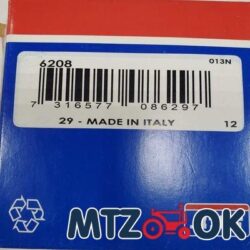 6208 013N
7 316577 086297
29 - MADE IN ITALY 12
MTZ OK